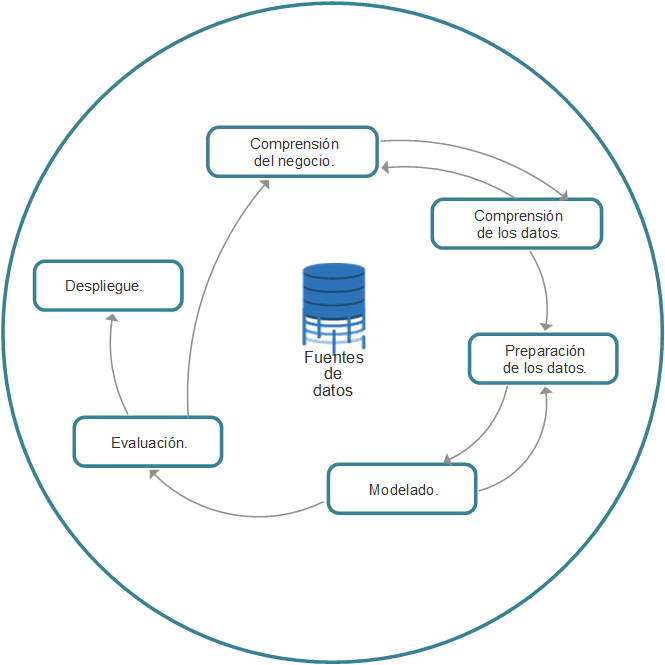 Comprensión
del negocio.
Comprensión
de los datos.
Despliegue.
Preparación
de los datos.
Fuentes
de
datos
Evaluación.
Modelado.